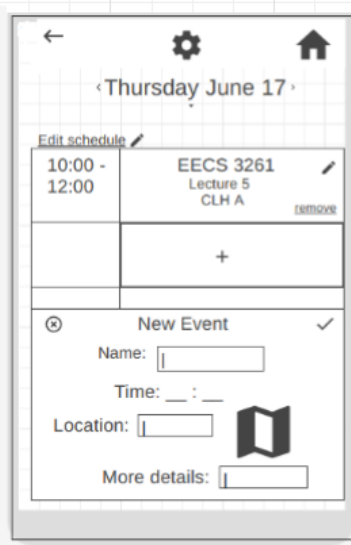 ‹Thursday June 17›
Edit schedule
10:00 -
12:00
EECS 3261
Lecture 5
CLH A
remove
+
New Event
Name:
Time: __ : __
Location:
More details: